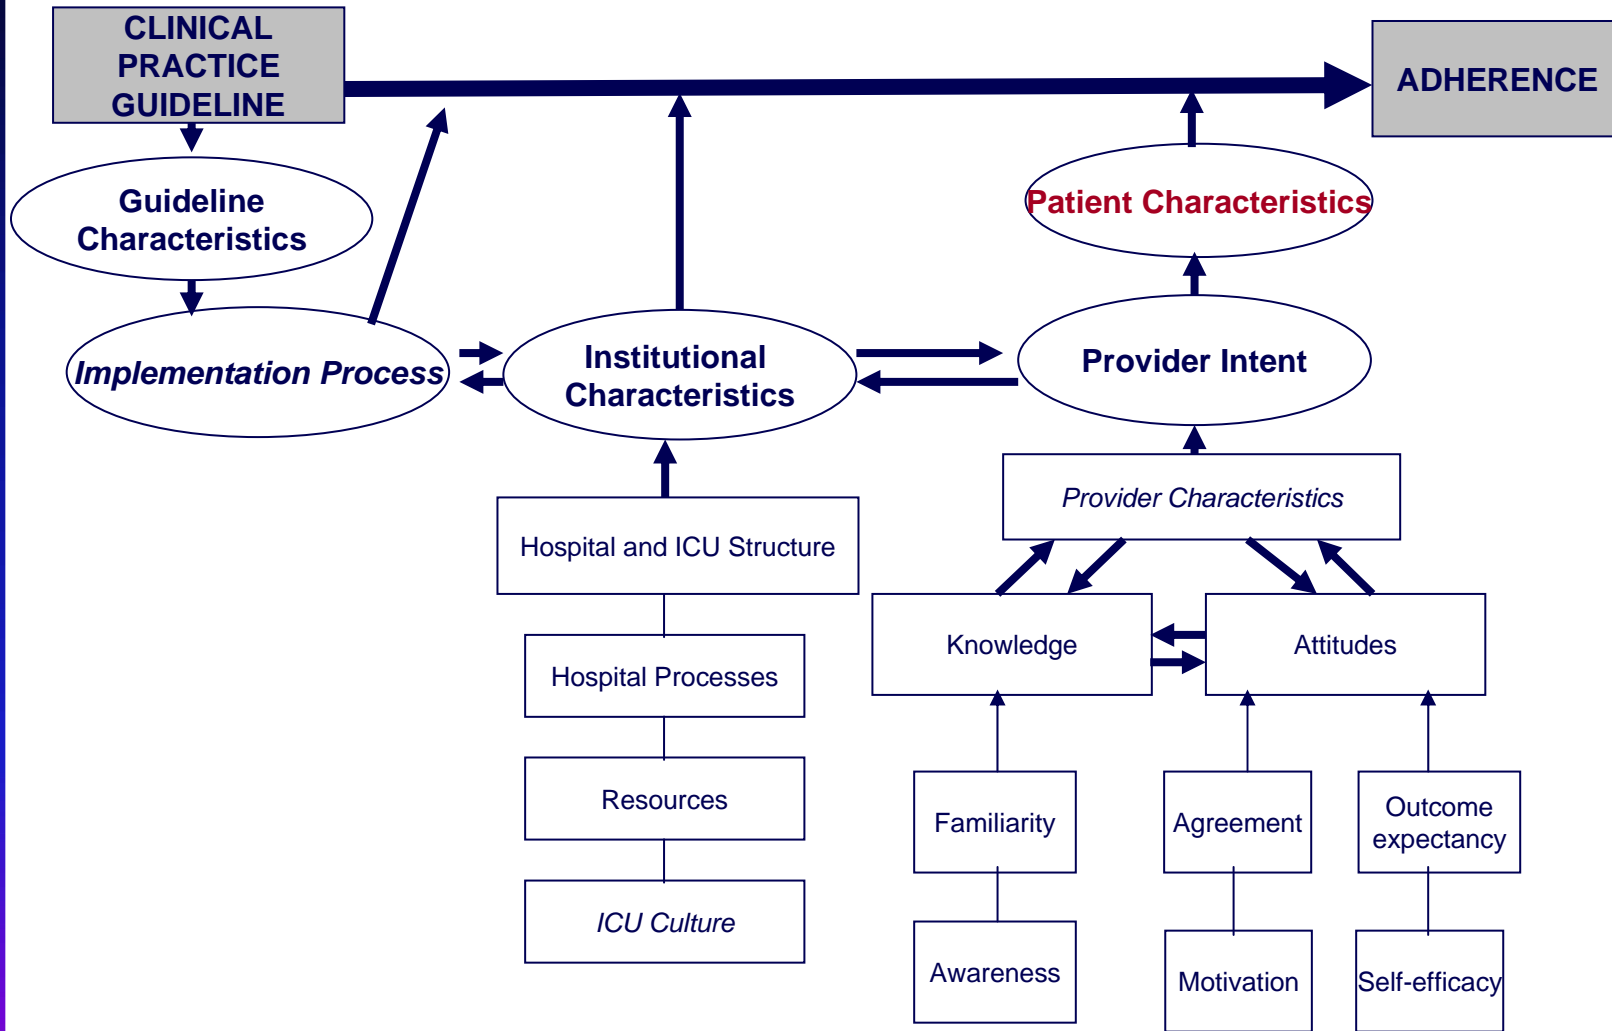 CLINICAL
PRACTICE
GUIDELINE
ADHERENCE
Guideline
Characteristics
Patient Characteristics
Implementation Process
Institutional
Characteristics
Provider Intent
Provider Characteristics
Hospital and ICU Structure
Knowledge
Attitudes
Hospital Processes
Resources
Familiarity
Agreement
Outcome
expectancy
ICU Culture
Awareness
Motivation
Self-efficacy